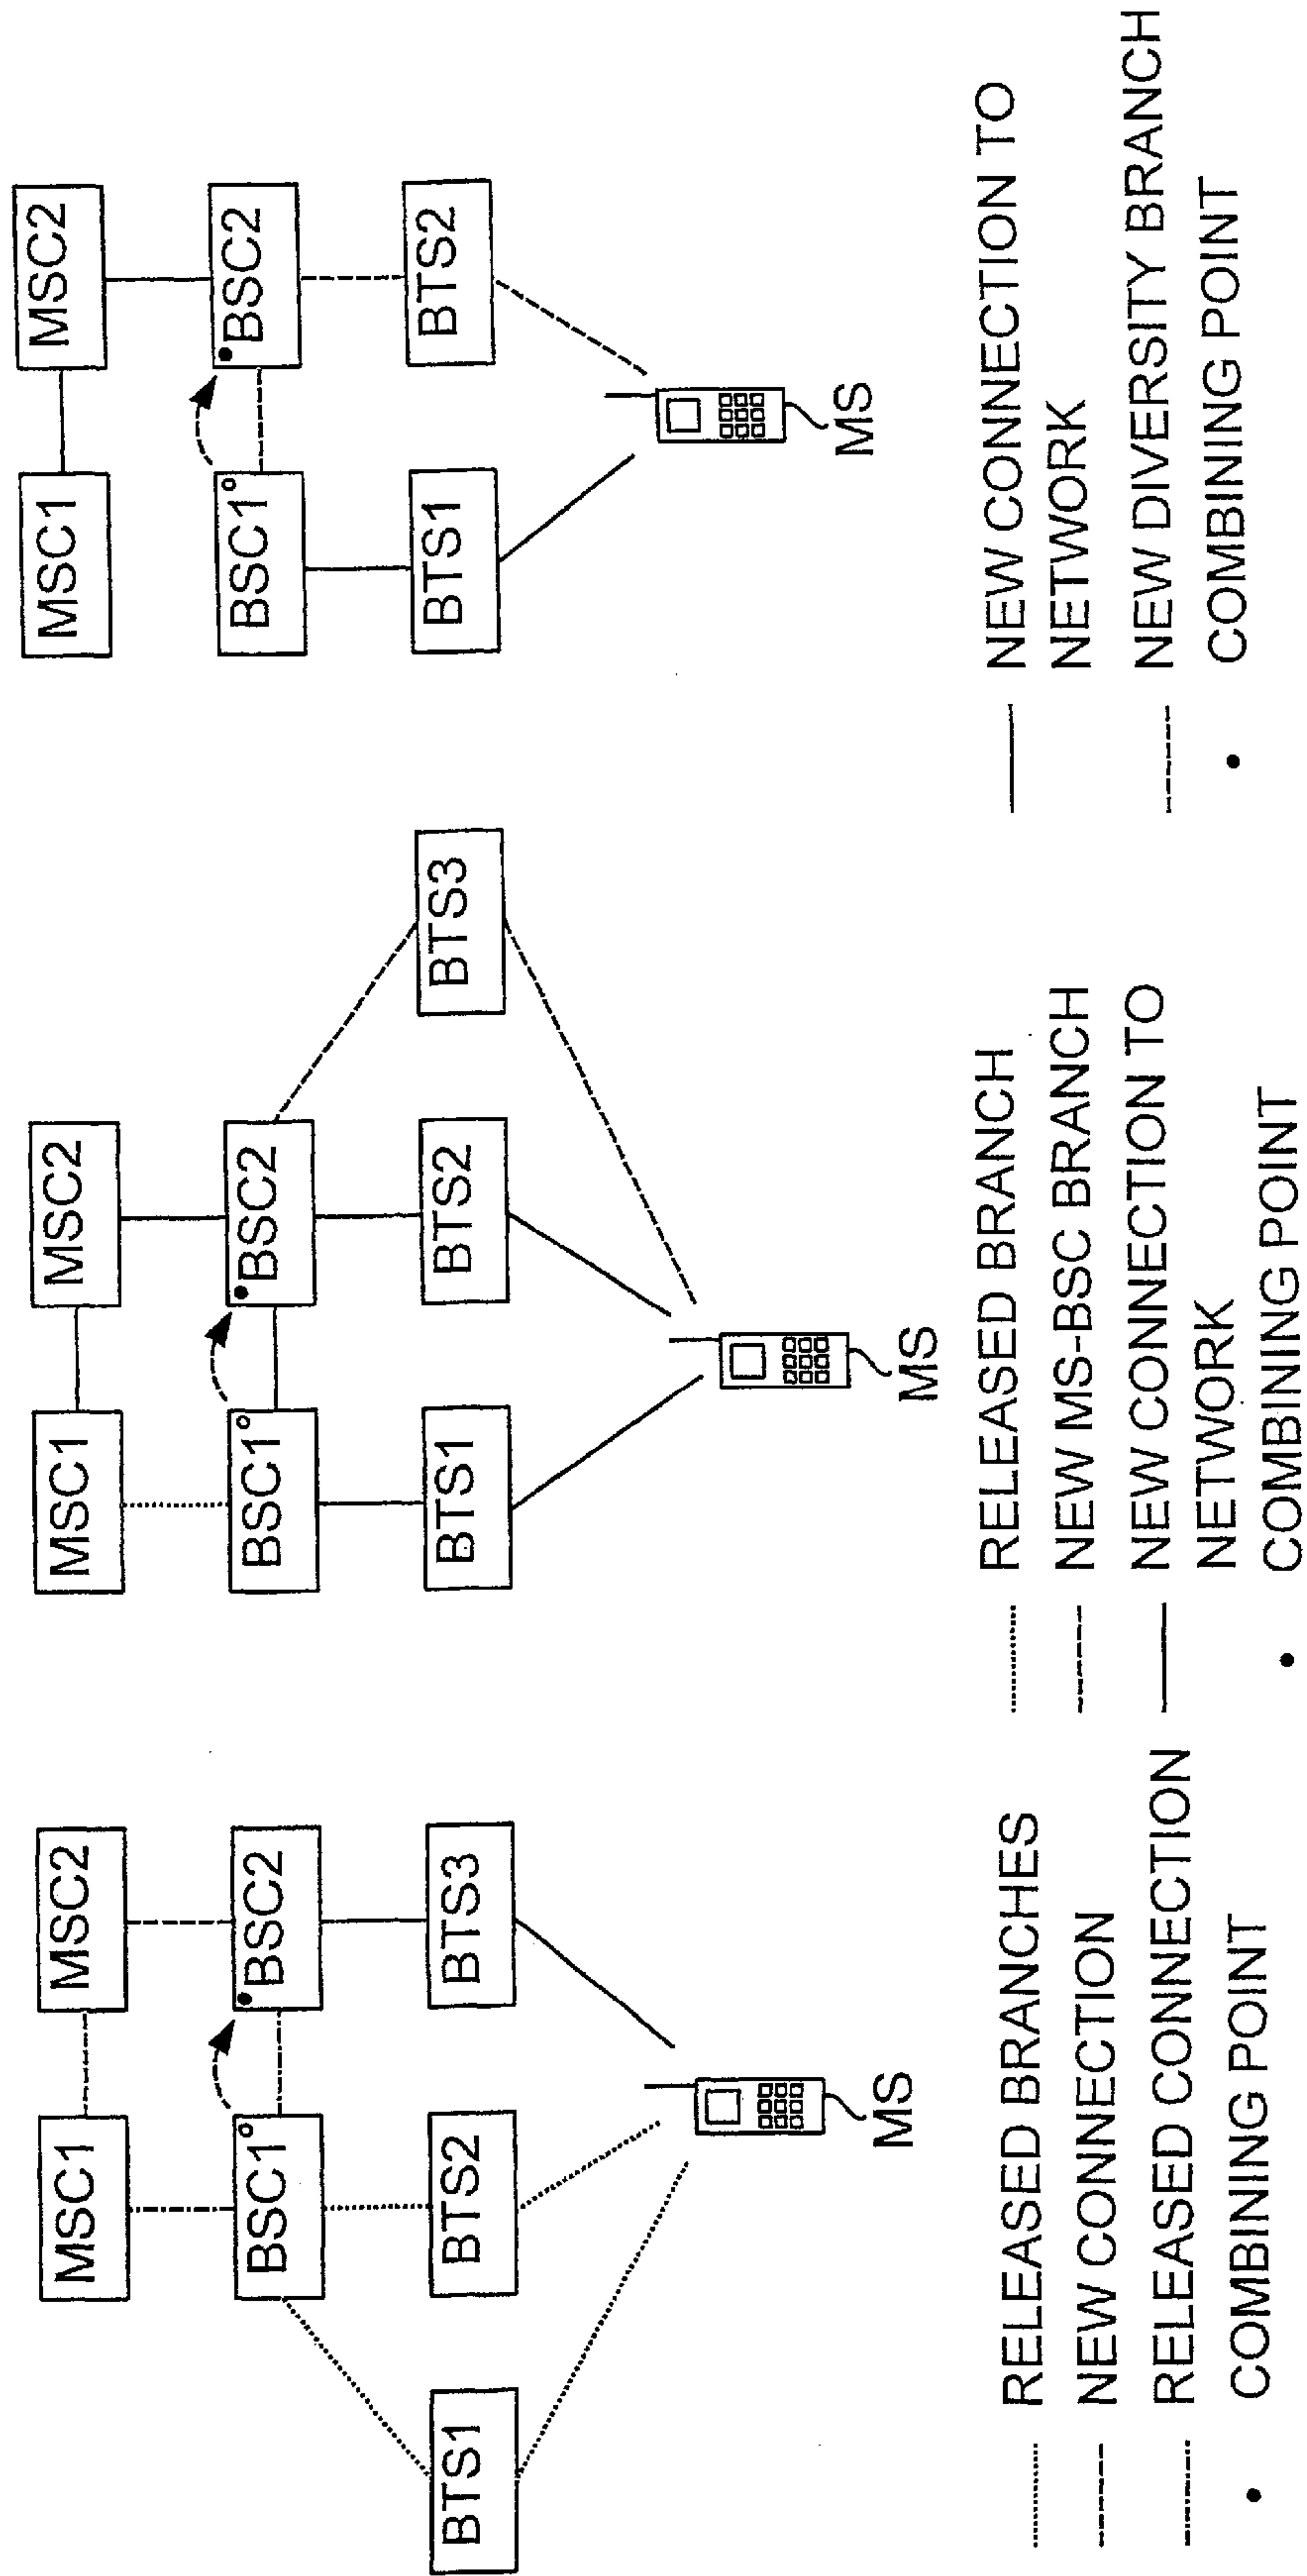 MSC1
MSC2
BSC1
BSC2
BTS1
BTS2
BTS3
MS
RELEASED BRANCHES
NEW CONNECTION
RELEASED CONNECTION
COMBINING POINT
MSC1
MSC2
BSC1
BSC2
BTS1
BTS2
BTS3
MS
RELEASED BRANCH
NEW MS-BSC BRANCH
NEW CONNECTION TO
NETWORK
COMBINING POINT
MSC1
MSC2
BSC1
BSC2
BTS1
BTS2
MS
NEW CONNECTION TO
NETWORK
NEW DIVERSITY BRANCH
COMBINING POINT